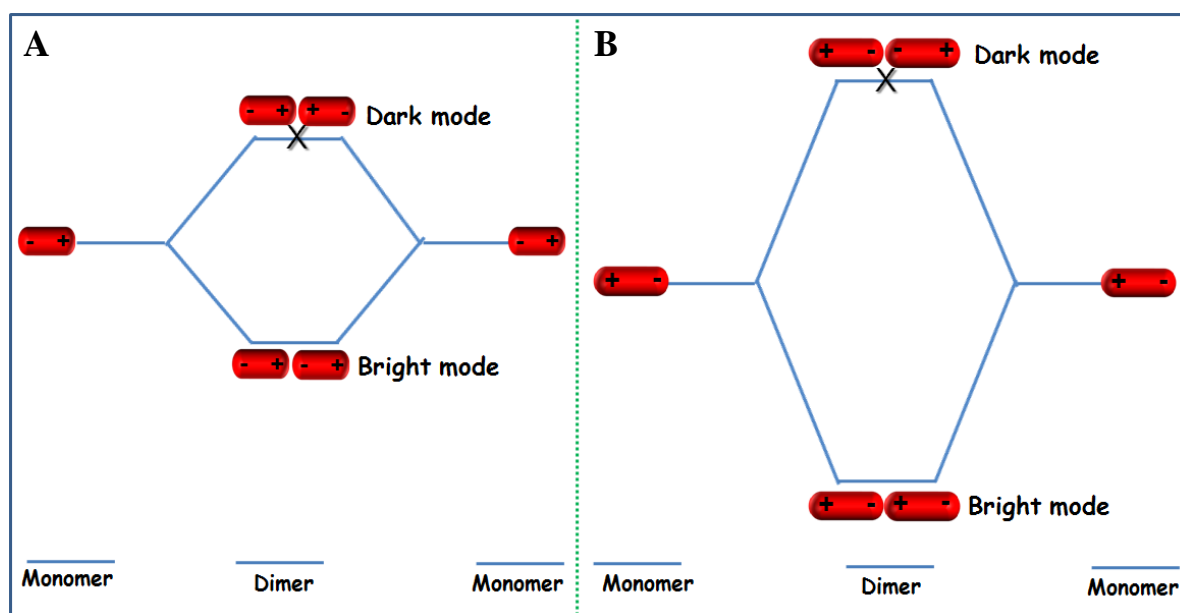 A
- + + -
Dark mode
- +
- +
- + - +
Bright mode
Monomer
Dimer
Monomer
B
+ - - +
Dark mode
+ -
+ -
+ - + -
Bright mode
Monomer
Dimer
Monomer